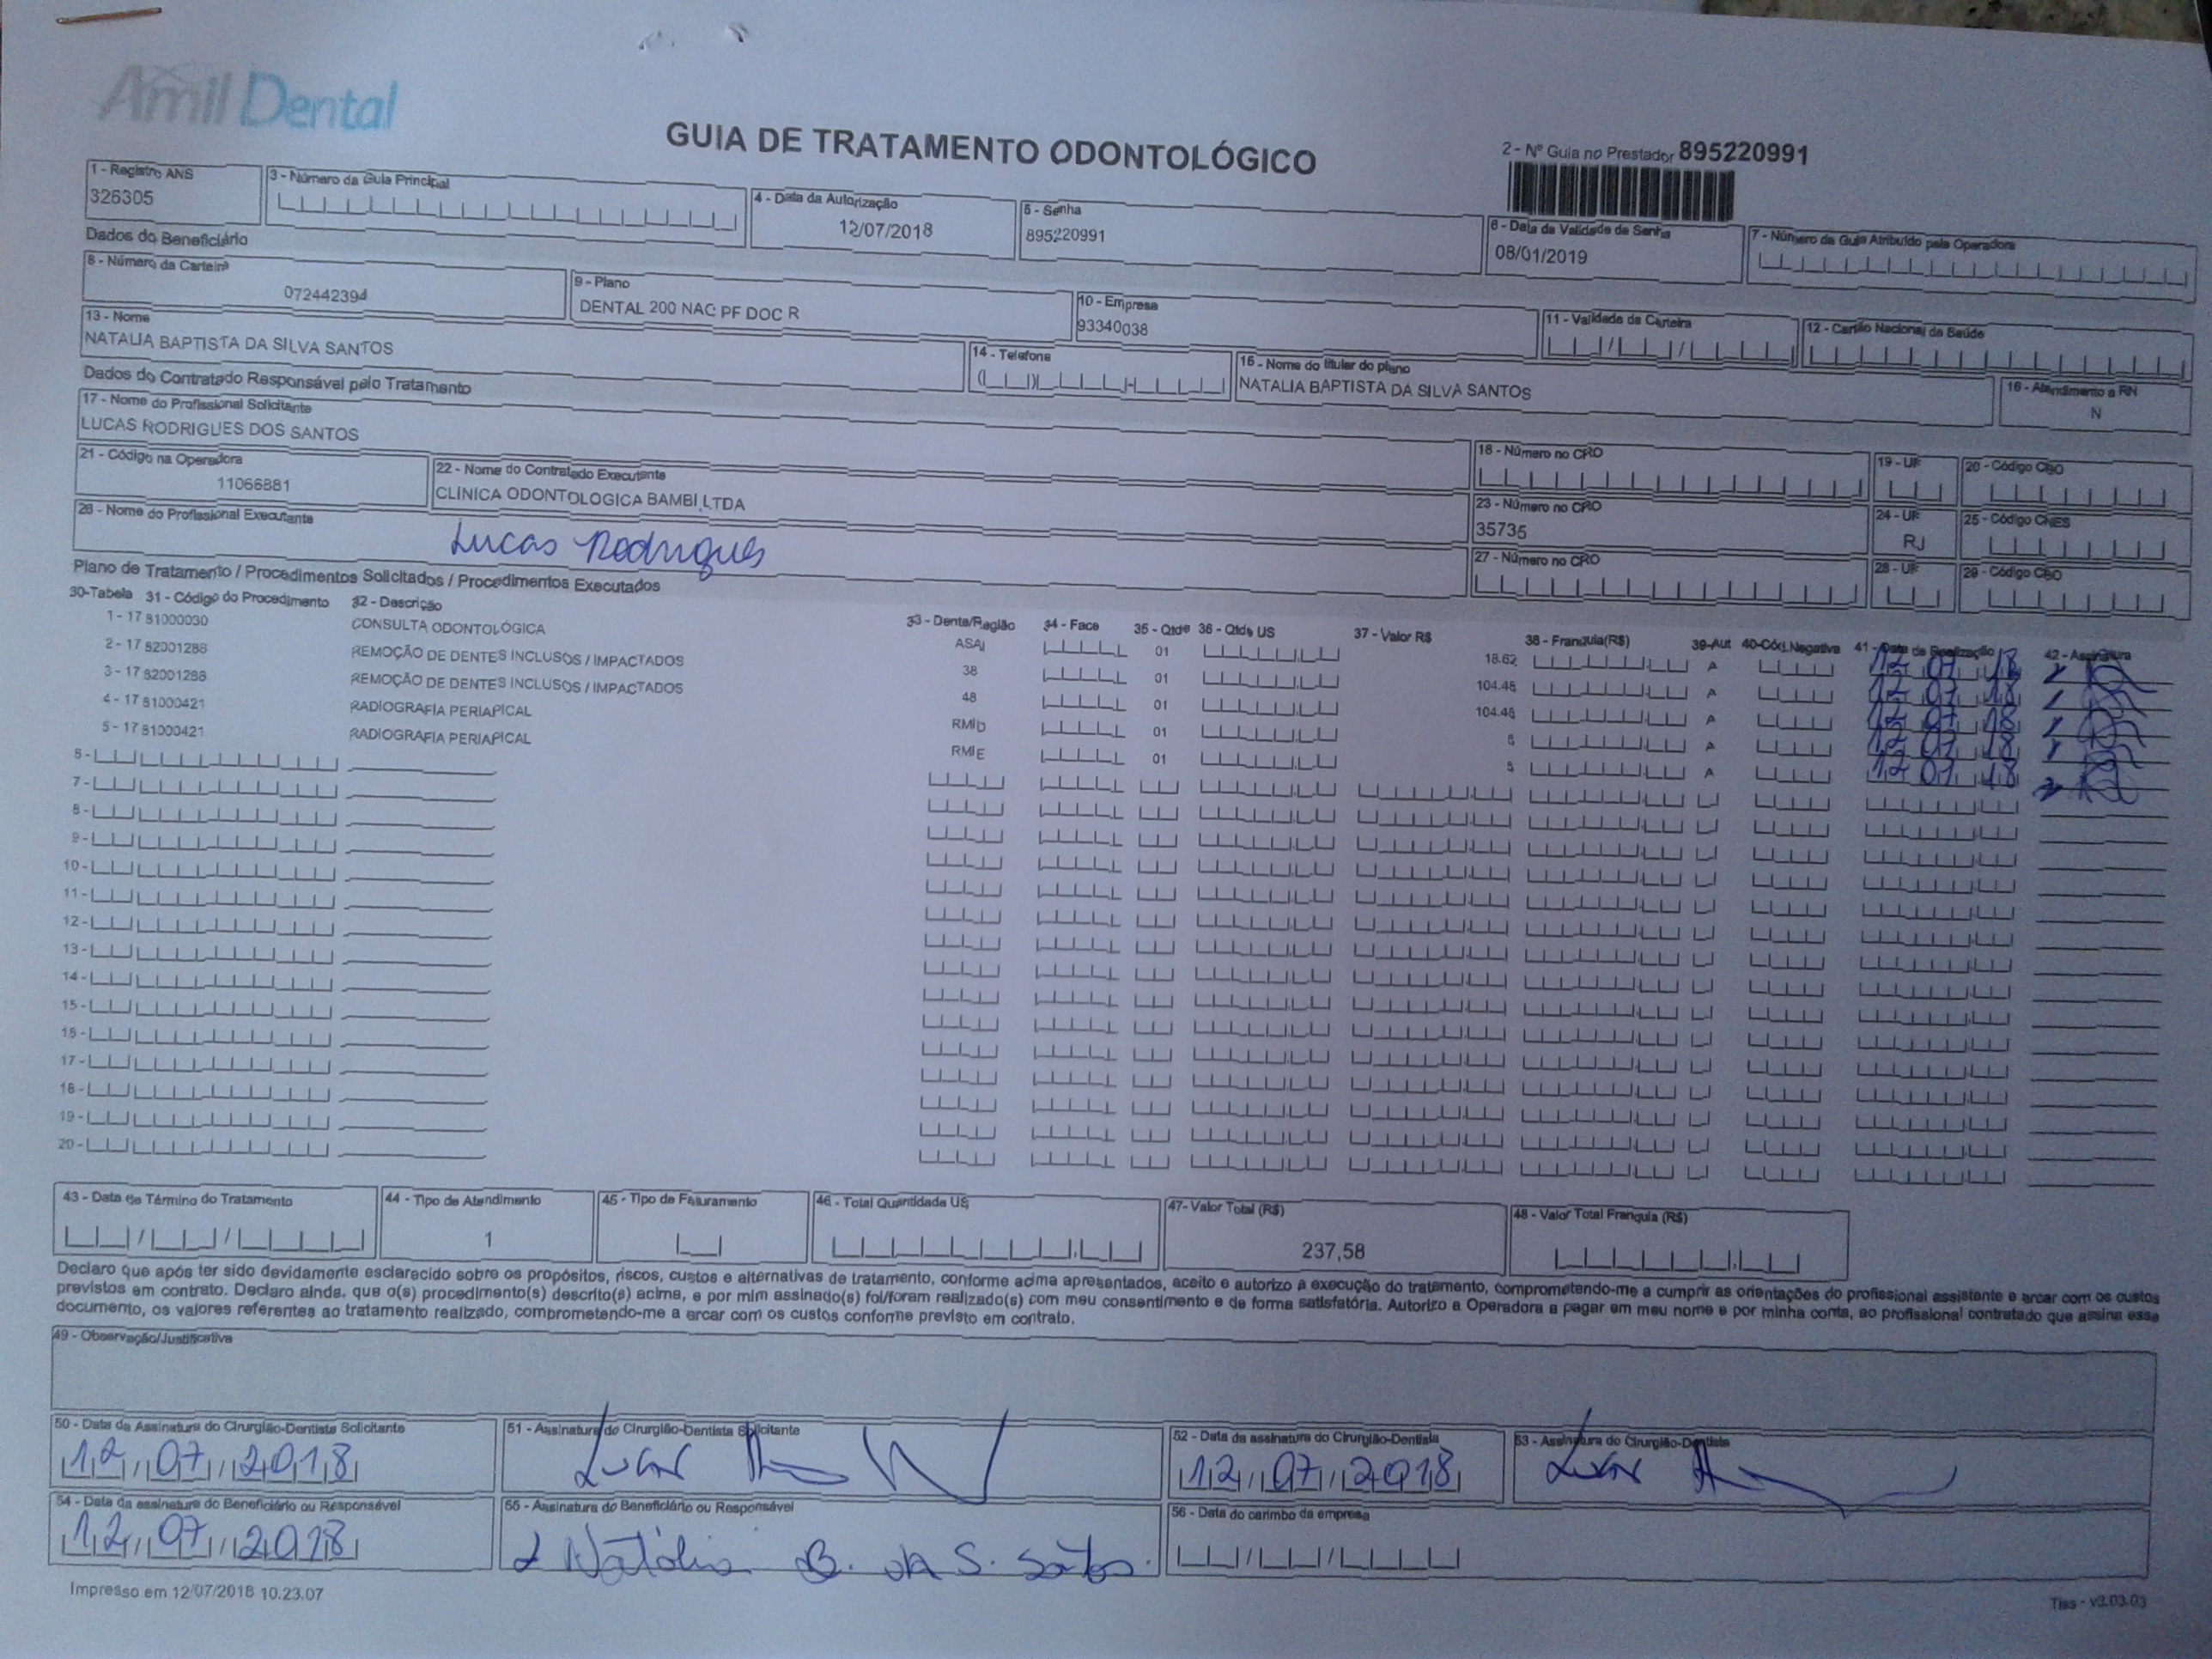 Amil Dental
GUIA DE TRATAMENTO ODONTOLÓGICO
2 - Nº Guia no Prestador 895220991
1 - Registro ANS
326305
3 - Número da Guia Principal
4 - Data da Autorização
12/07/2018
5 - Senha
895220991
6 - Data da Validade da Senha
08/01/2019
7 - Número da Guia Atribuído pela Operadora
Dados do Beneficiário
8 - Número da Carteira
072442394
9 - Plano
DENTAL 200 NAC PF DOC R
10 - Empresa
93340038
11 - Validade da Carteira
12 - Cartão Nacional de Saúde
13 - Nome
NATALIA BAPTISTA DA SILVA SANTOS
14 - Telefone
15 - Nome do titular do plano
NATALIA BAPTISTA DA SILVA SANTOS
16 - Atendimento a RN
N
Dados do Contratado Responsável pelo Tratamento
17 - Nome do Profissional Solicitante
LUCAS RODRIGUES DOS SANTOS
18 - Número no CRO
19 - UF
20 - Código CBO
21 - Código na Operadora
11066881
22 - Nome do Contratado Executante
CLINICA ODONTOLOGICA BAMBI LTDA
23 - Número no CRO
35735
24 - UF
RJ
25 - Código CNES
26 - Nome do Profissional Executante
Lucas Rodrigues
27 - Número no CRO
28 - UF
29 - Código CBO
Plano de Tratamento / Procedimentos Solicitados / Procedimentos Executados
30-Tabela 31 - Código do Procedimento 32 - Descrição 33 - Dente/Região 34 - Face 35 - Qtde 36 - Qtde US 37 - Valor R$ 38 - Franquia(R$) 39-Aut 40-Cód.Negativa 41 - Data de Realização 42 - Assinatura
1 - 17 81000030 CONSULTA ODONTOLÓGICA ASAI 01 18.62 A 07 18
2 - 17 82001286 REMOÇÃO DE DENTES INCLUSOS / IMPACTADOS 38 01 104.48 A 07 18
3 - 17 82001286 REMOÇÃO DE DENTES INCLUSOS / IMPACTADOS 48 01 104.48 A 07 18
4 - 17 81000421 RADIOGRAFIA PERIAPICAL RMID 01 5 A 07 18
5 - 17 81000421 RADIOGRAFIA PERIAPICAL RMIE 01 5 A 07 18
6 -
7 -
8 -
9 -
10 -
11 -
12 -
13 -
14 -
15 -
16 -
17 -
18 -
19 -
20 -
43 - Data de Término do Tratamento
44 - Tipo de Atendimento
1
45 - Tipo de Faturamento
46 - Total Quantidade US
47- Valor Total (R$)
237,58
48 - Valor Total Franquia (R$)
Declaro que após ter sido devidamente esclarecido sobre os propósitos, riscos, custos e alternativas de tratamento, conforme acima apresentados, aceito e autorizo a execução do tratamento, comprometendo-me a cumprir as orientações do profissional assistente e arcar com os custos
previstos em contrato. Declaro ainda, que o(s) procedimento(s) descrito(s) acima, e por mim assinado(s) foi/foram realizado(s) com meu consentimento e de forma satisfatória. Autorizo a Operadora a pagar em meu nome e por minha conta, ao profissional contratado que assina esse
documento, os valores referentes ao tratamento realizado, comprometendo-me a arcar com os custos conforme previsto em contrato.
49 - Observação/Justificativa
50 - Data da Assinatura do Cirurgião-Dentista Solicitante
12/07/2018
51 - Assinatura do Cirurgião-Dentista Solicitante
52 - Data da assinatura do Cirurgião-Dentista
12/07/2018
53 - Assinatura do Cirurgião-Dentista
54 - Data da assinatura do Beneficiário ou Responsável
12/07/2018
55 - Assinatura do Beneficiário ou Responsável
Natália B. da S. Santos.
56 - Data do carimbo da empresa
Impresso em 12/07/2018 10.23.07
Tiss - V3.03.03